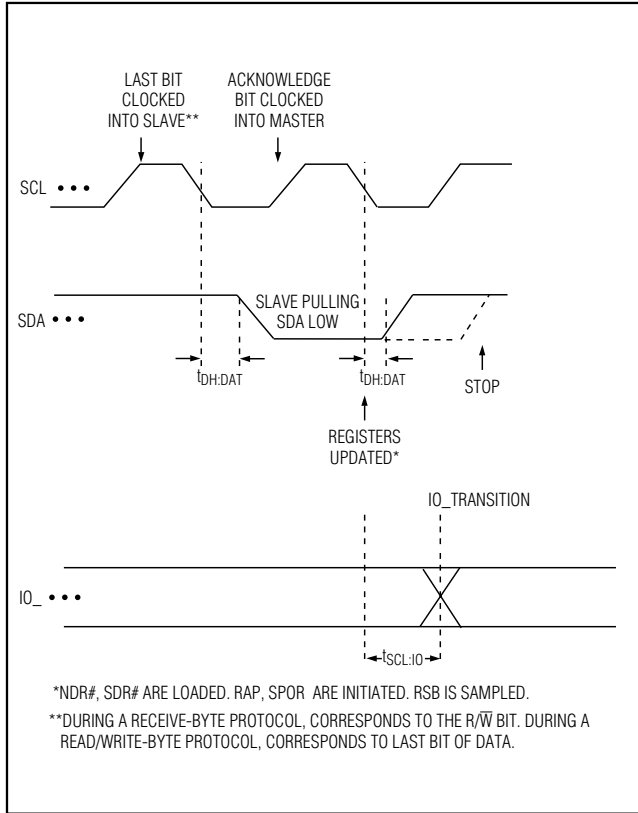 LAST BIT
CLOCKED
INTO SLAVE**
ACKNOWLEDGE
BIT CLOCKED
INTO MASTER
SCL •••
SDA •••
SLAVE PULLING
SDA LOW
tDH:DAT
tDH:DAT
STOP
REGISTERS
UPDATED*
IO_TRANSITION
IO_ •••
tSCL:IO
*NDR#, SDR# ARE LOADED. RAP, SPOR ARE INITIATED. RSB IS SAMPLED.
**DURING A RECEIVE-BYTE PROTOCOL, CORRESPONDS TO THE R/W̅ BIT. DURING A
READ/WRITE-BYTE PROTOCOL, CORRESPONDS TO LAST BIT OF DATA.